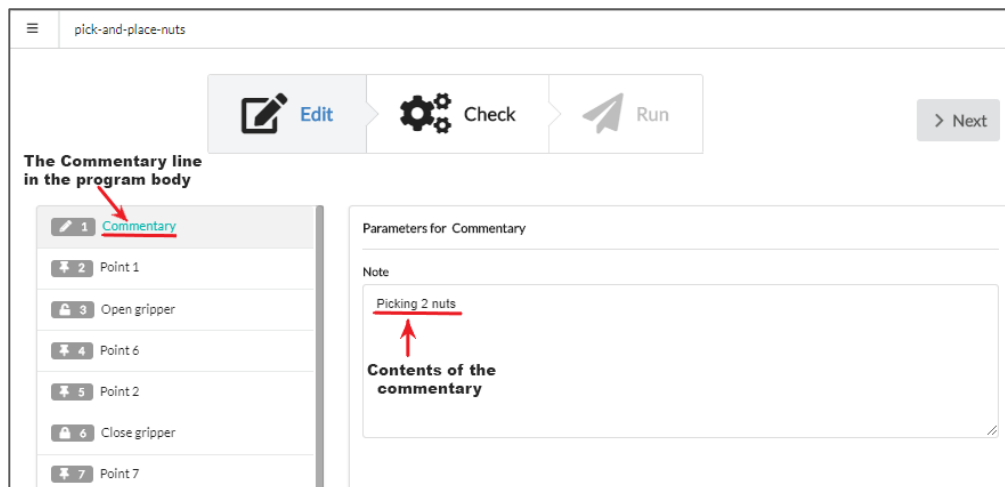 pick-and-place-nuts
Edit
Check
Run
Next
The Commentary line
in the program body
1 Commentary
2 Point 1
3 Open gripper
4 Point 6
5 Point 2
6 Close gripper
7 Point 7
Parameters for Commentary
Note
Picking 2 nuts
Contents of the
commentary